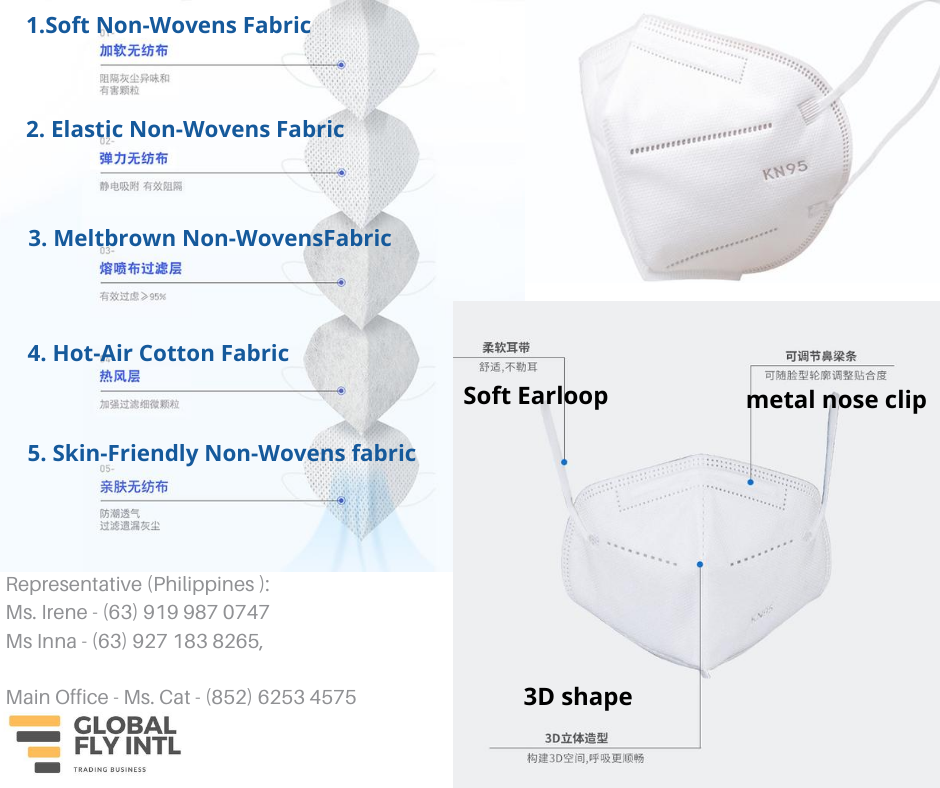 1.Soft Non-Wovens Fabric
加软无纺布
阻隔灰尘异味和
有害颗粒
2. Elastic Non-Wovens Fabric
02-
弹力无纺布
静电吸附 有效阻隔
3. Meltbrown Non-WovensFabric
03-
熔喷布过滤层
有效过虑≥95%
4. Hot-Air Cotton Fabric
热风层
加强过滤细微颗粒
5. Skin-Friendly Non-Wovens fabric
05-
亲肤无纺布
防潮透气
过滤遗漏灰尘
KN95
柔软耳带
舒适,不勒耳
Soft Earloop
可调节鼻梁条
可随脸型轮廓调整贴合度
metal nose clip
KN95
3D shape
3D立体造型
构建3D空间,呼吸更顺畅
Representative (Philippines ):
Ms. Irene - (63) 919 987 0747
Ms Inna - (63) 927 183 8265,
Main Office - Ms. Cat - (852) 6253 4575
GLOBAL
FLY INTL
TRADING BUSINESS